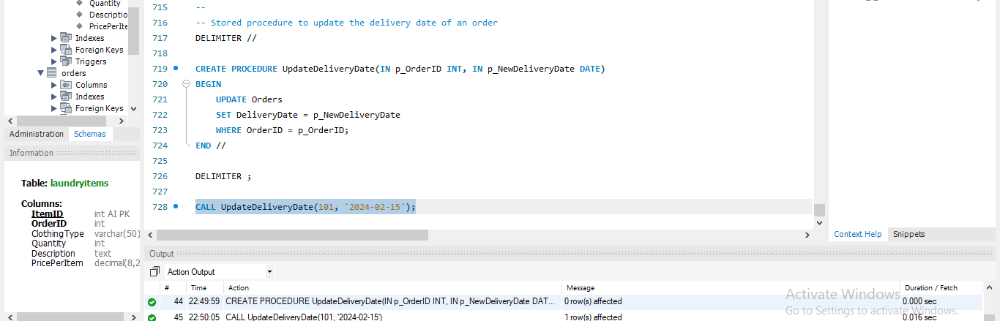 Quantity
Descriptio
PricePerIte
Indexes
Foreign Keys
Triggers
orders
Columns
Indexes
Foreign Keys
Administration Schemas
Information
Table: laundryitems
Columns:
ItemID int AI PK
OrderID int
ClothingType varchar(50)
Quantity int
Description text
PricePerItem decimal(8,2
715 --
716 -- Stored procedure to update the delivery date of an order
717 DELIMITER //
718
719 CREATE PROCEDURE UpdateDeliveryDate(IN p_OrderID INT, IN p_NewDeliveryDate DATE)
720 BEGIN
721 UPDATE Orders
722 SET DeliveryDate = p_NewDeliveryDate
723 WHERE OrderID = p_OrderID;
724 END //
725
726 DELIMITER ;
727
728 CALL UpdateDeliveryDate(101, '2024-02-15');
Context Help Snippets
Output
Action Output
# Time Action Message Duration / Fetch
44 22:49:59 CREATE PROCEDURE UpdateDeliveryDate(IN p_OrderID INT, IN p_NewDeliveryDate DAT... 0 row(s) affected 0.000 sec
45 22:50:05 CALL UpdateDeliveryDate(101, '2024-02-15') 1 row(s) affected 0.016 sec
Activate Windows
Go to Settings to activate Windows.